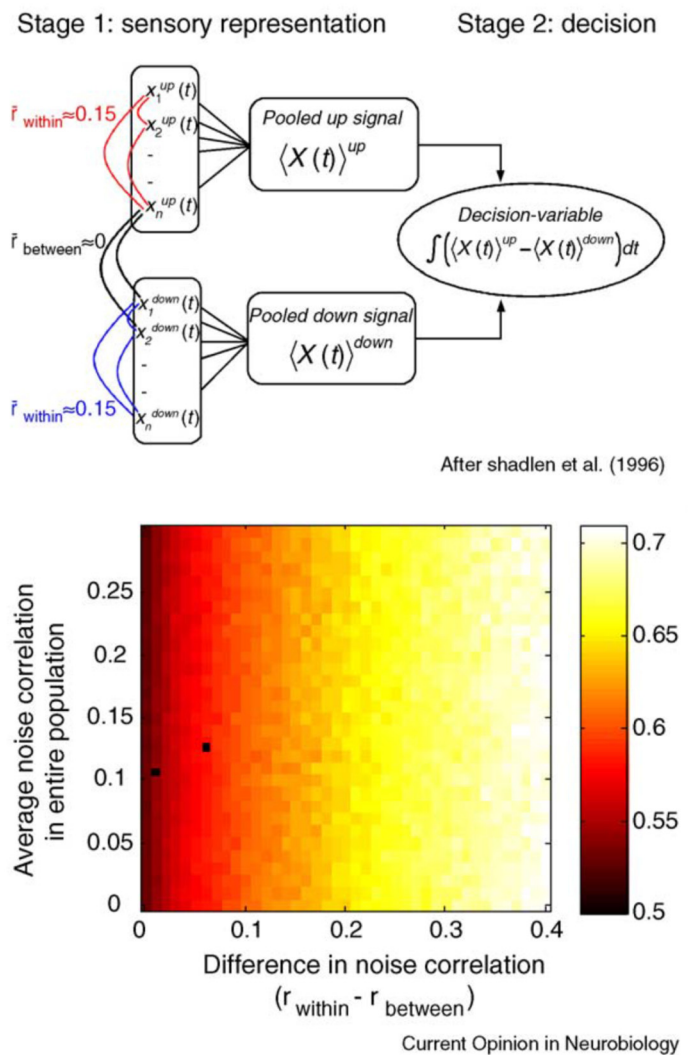 Stage 1: sensory representation
Stage 2: decision
x₁ᵘᵖ(t)
r̄ within≈0.15
x₂ᵘᵖ(t)
-
-
xₙᵘᵖ(t)
Pooled up signal
⟨X(t)⟩ᵘᵖ
r̄ between≈0
Decision-variable
∫(⟨X(t)⟩ᵘᵖ − ⟨X(t)⟩ᵈᵒʷⁿ)dt
x₁ᵈᵒʷⁿ(t)
x₂ᵈᵒʷⁿ(t)
-
-
xₙᵈᵒʷⁿ(t)
Pooled down signal
⟨X(t)⟩ᵈᵒʷⁿ
r̄ within≈0.15
After shadlen et al. (1996)
Average noise correlation
in entire population
0.25
0.2
0.15
0.1
0.05
0
0 0.1 0.2 0.3 0.4
0.7
0.65
0.6
0.55
0.5
Difference in noise correlation
(r within - r between)
Current Opinion in Neurobiology